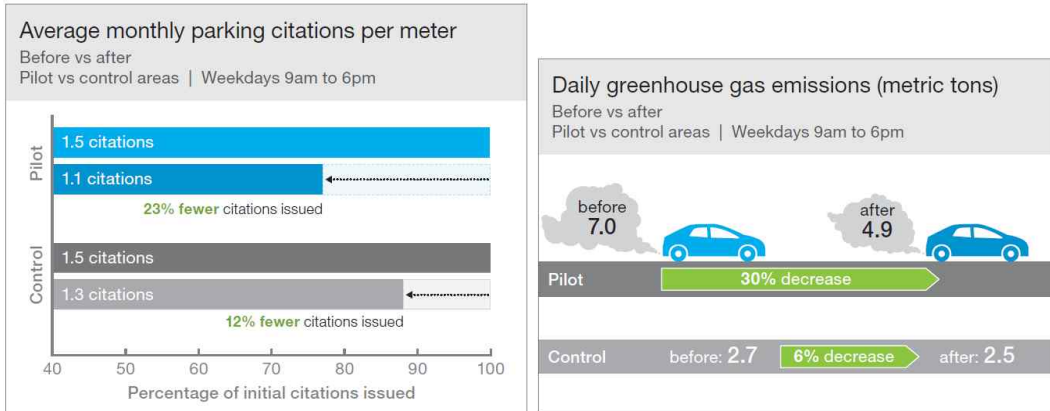 Average monthly parking citations per meter
Before vs after
Pilot vs control areas | Weekdays 9am to 6pm
Pilot
1.5 citations
1.1 citations
23% fewer citations issued
Control
1.5 citations
1.3 citations
12% fewer citations issued
40 50 60 70 80 90 100
Percentage of initial citations issued
Daily greenhouse gas emissions (metric tons)
Before vs after
Pilot vs control areas | Weekdays 9am to 6pm
before
7.0
after
4.9
Pilot 30% decrease
Control before: 2.7 6% decrease after: 2.5